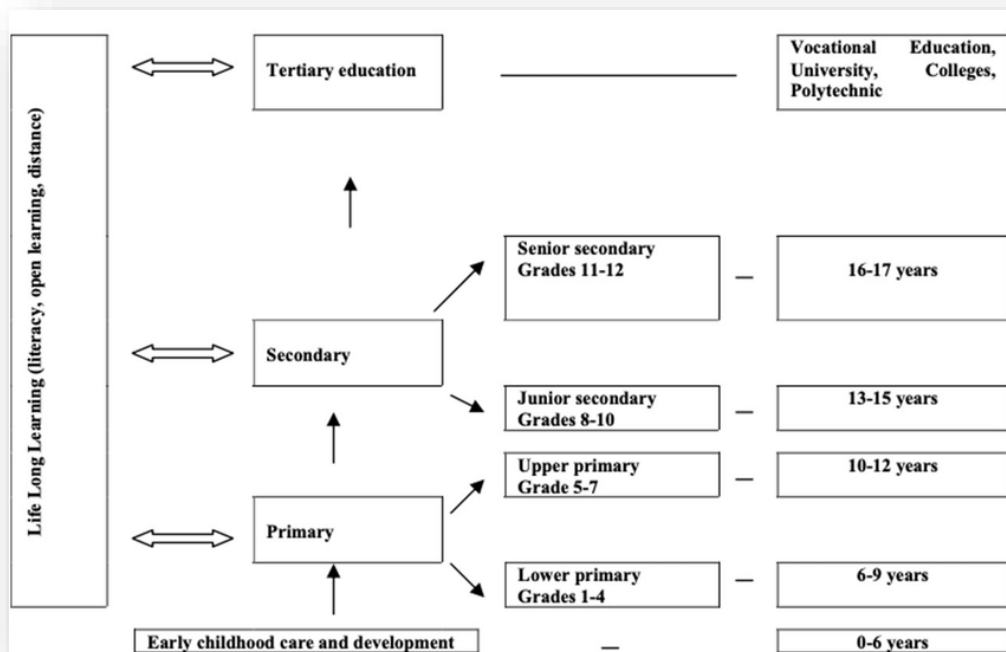 Life Long Learning (literacy, open learning, distance)
Tertiary education
Vocational Education,
University, Colleges,
Polytechnic
Senior secondary
Grades 11-12
16-17 years
Secondary
Junior secondary
Grades 8-10
13-15 years
Upper primary
Grade 5-7
10-12 years
Primary
Lower primary
Grades 1-4
6-9 years
Early childhood care and development
0-6 years